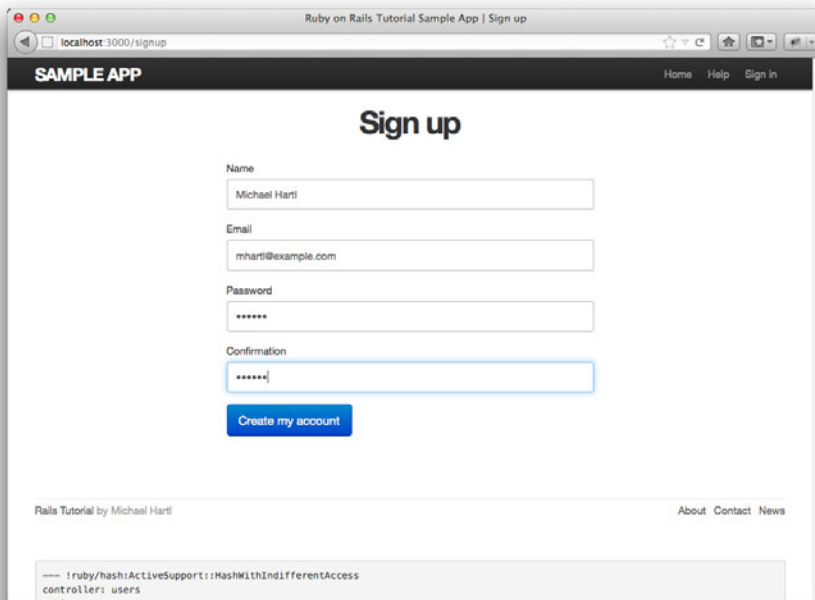 Ruby on Rails Tutorial Sample App | Sign up
localhost:3000/signup
SAMPLE APP
Home Help Sign in
Sign up
Name
Michael Hartl
Email
mhartl@example.com
Password
••••••
Confirmation
••••••
Create my account
Rails Tutorial by Michael Hartl
About Contact News
--- !ruby/hash:ActiveSupport::HashWithIndifferentAccess
controller: users